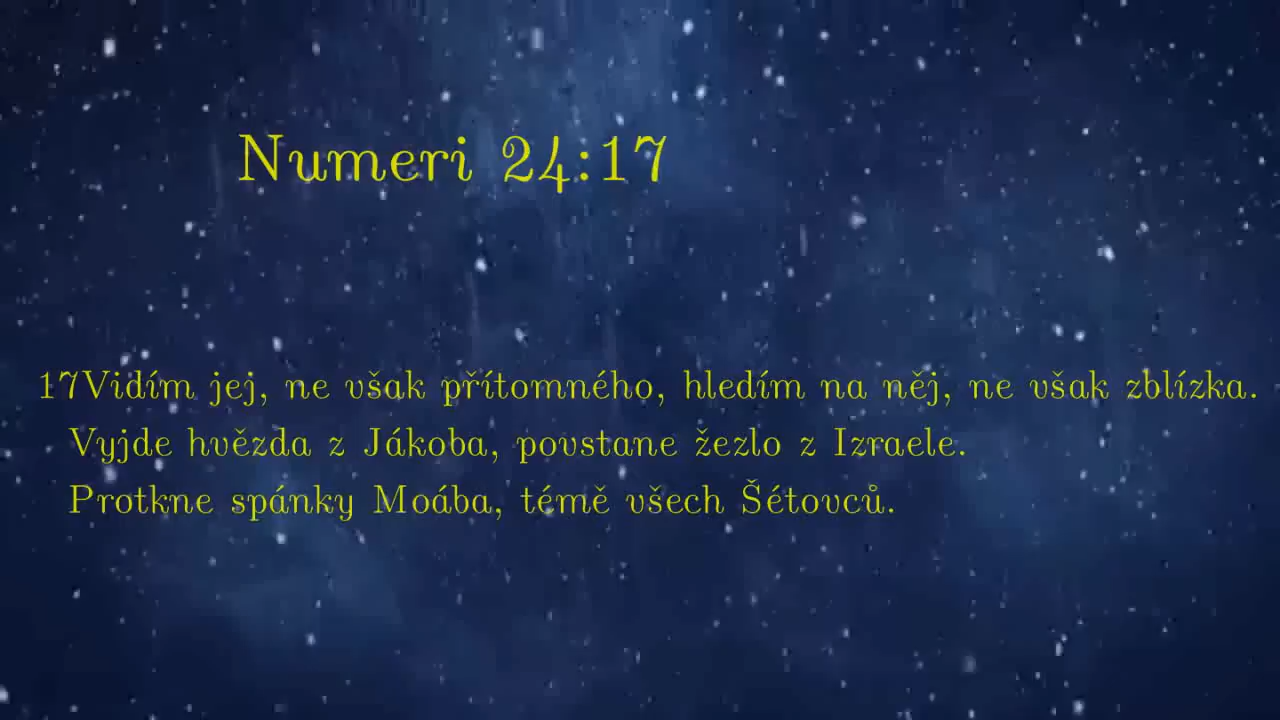 Numeri 24:17
17Vidím jej, ne však přítomného, hledím na něj, ne však zblízka.
Vyjde hvězda z Jákoba, povstane žezlo z Izraele.
Protkne spánky Moába, témě všech Šétovců.